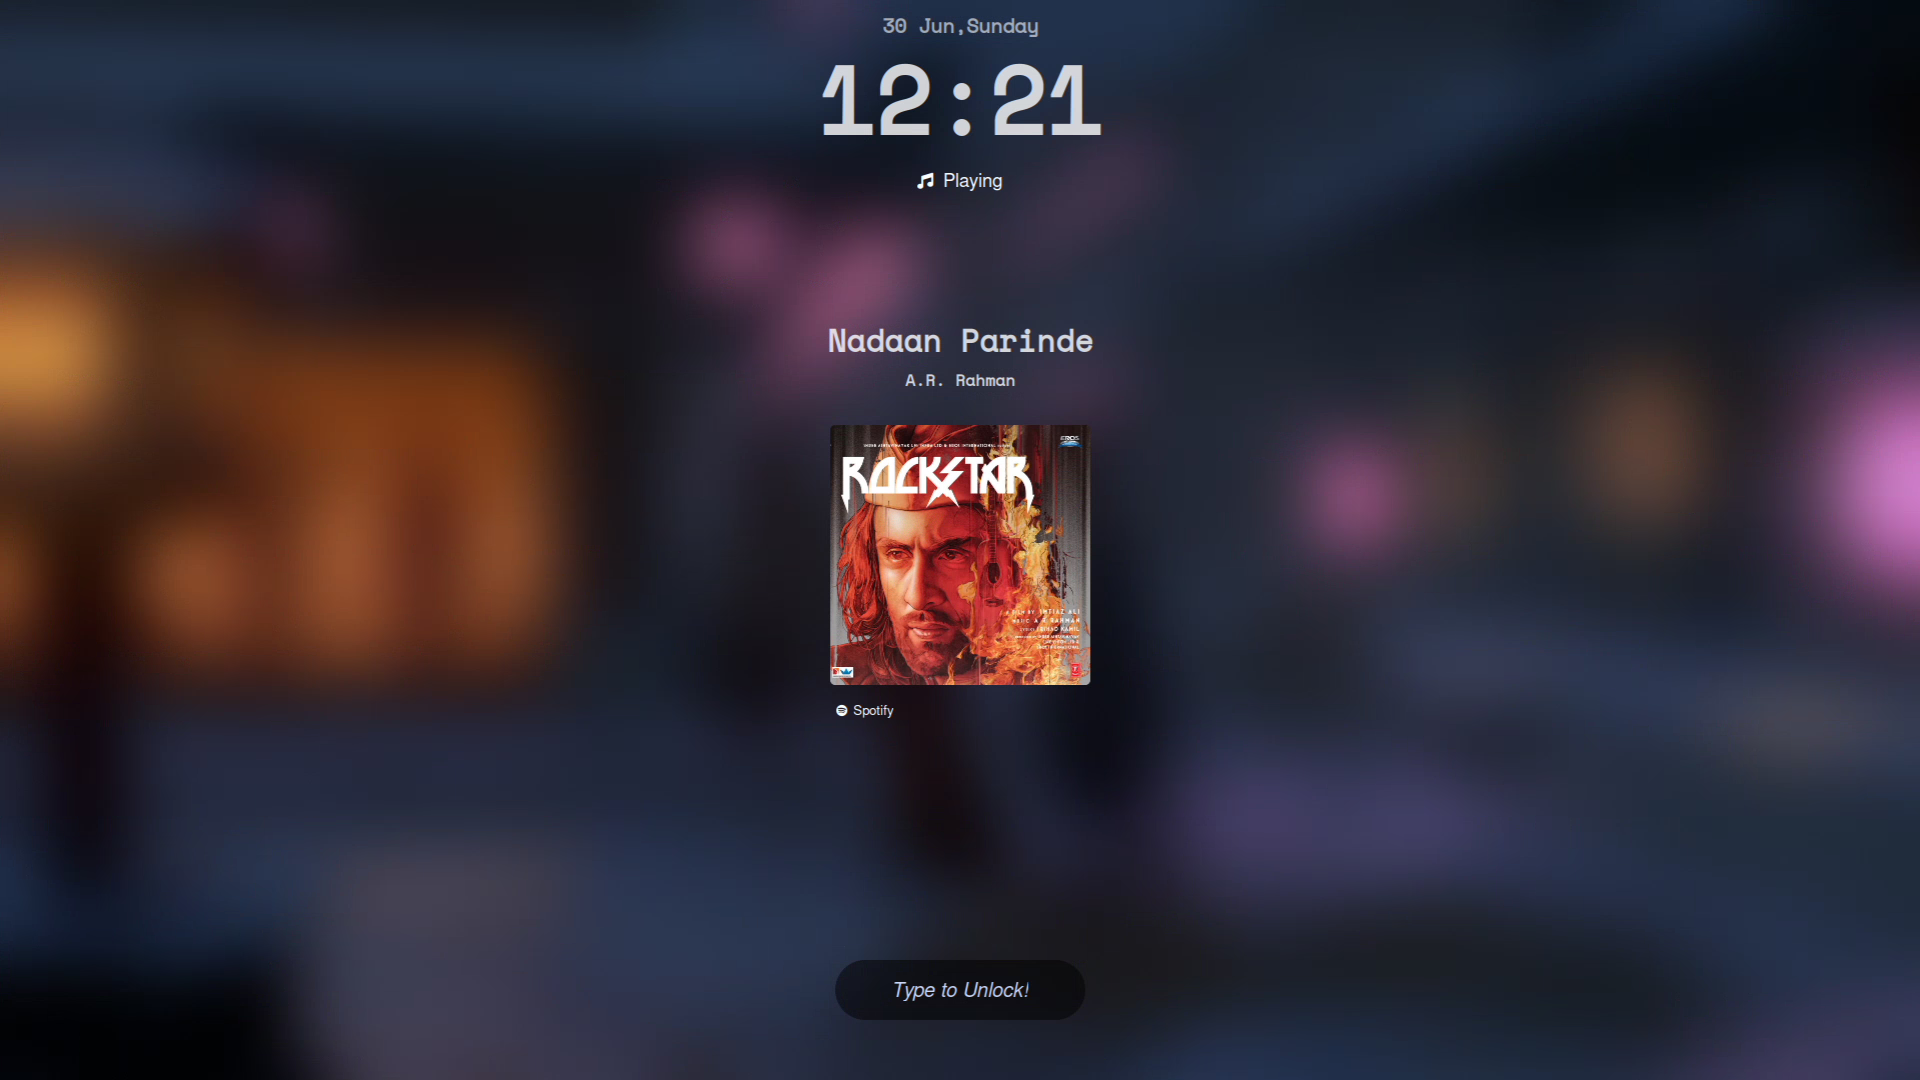 30 Jun,Sunday
12:21
Playing
Nadaan Parinde
A.R. Rahman
EROS
ROCKSTAR
A FILM BY IMTIAZ ALI
MUSIC A R RAHMAN
LYRICS IRSHAD KAMIL
Spotify
Type to Unlock!